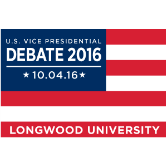 U.S. VICE PRESIDENTIAL
DEBATE 2016
★ 10.04.16 ★
LONGWOOD UNIVERSITY